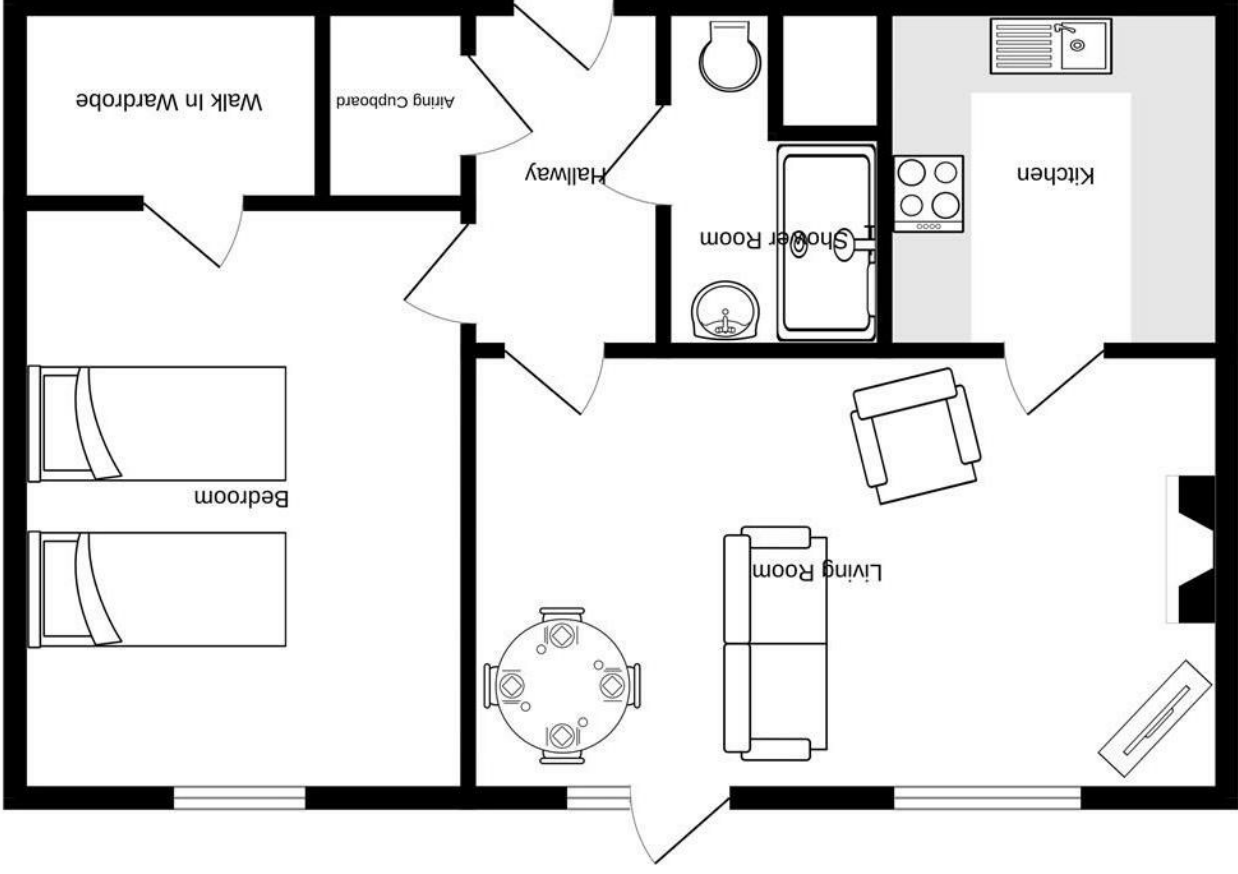 Living Room
Bedroom
Shower Room
Kitchen
Hallway
Airing Cupboard
Walk In Wardrobe